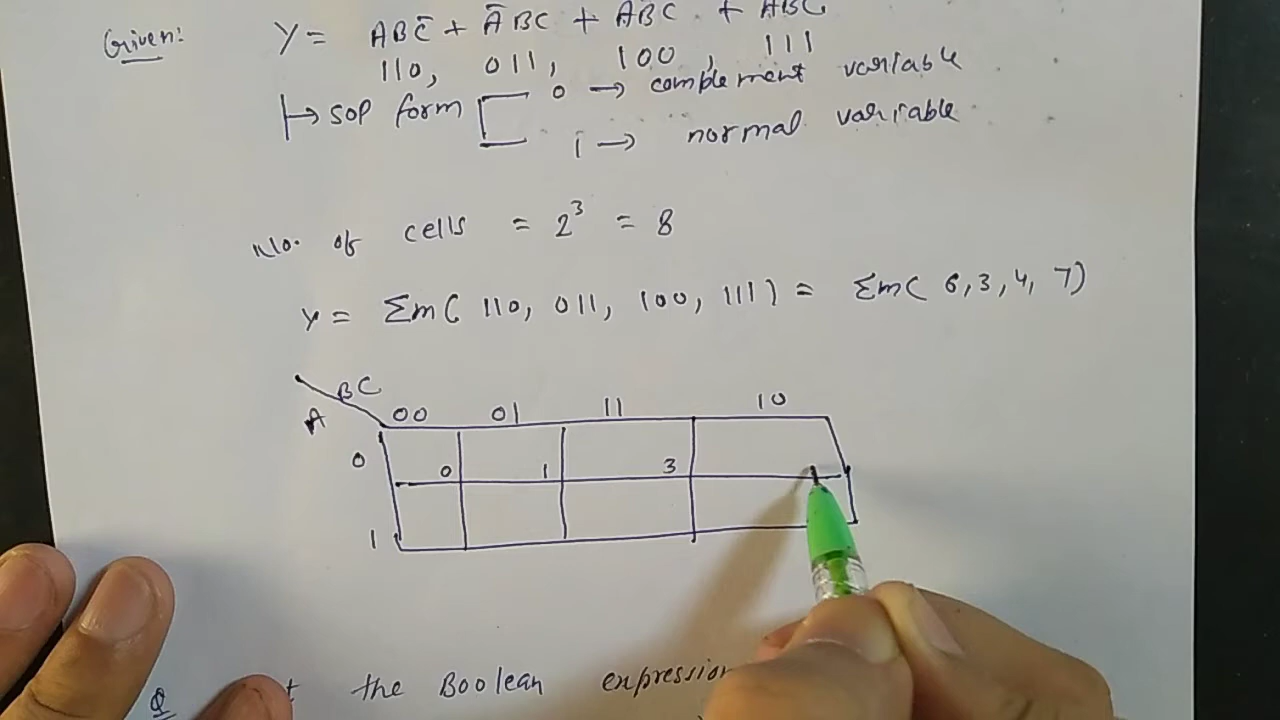 Given: Y = ABC̄ + ĀBC + AB̄C̄ + ABC
110, 011, 100, 111
↦ SOP form [ 0 → complement variable
1 → normal variable
No. of cells = 2³ = 8
Y = Σm( 110, 011, 100, 111) = Σm( 6,3,4,7)
BC
A 00 01 11 10
0 0 1 3
1
Q the Boolean expression